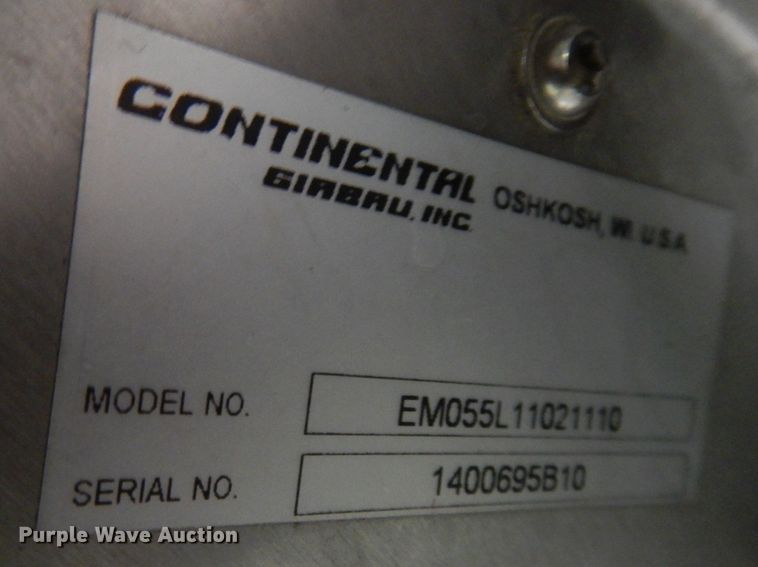 CONTINENTAL
GIRBAU, INC.
OSHKOSH, WI U.S.A.
MODEL NO. EM055L11021110
SERIAL NO. 1400695B10
Purple Wave Auction